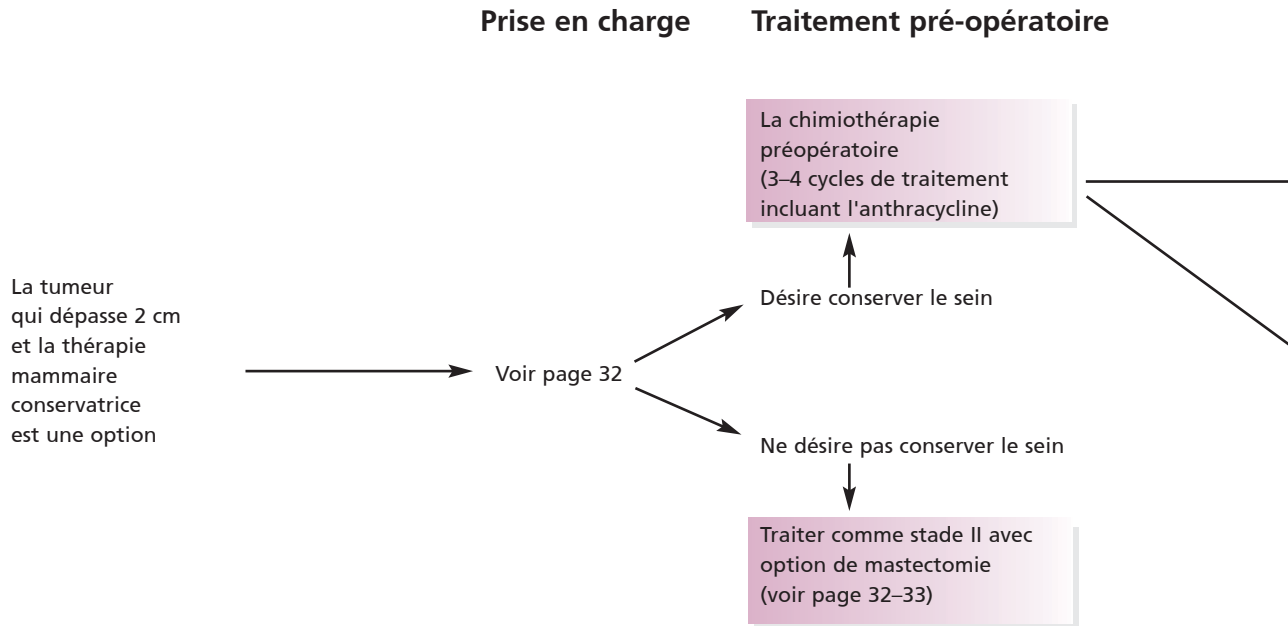 Prise en charge
Traitement pré-opératoire
La chimiothérapie
préopératoire
(3–4 cycles de traitement
incluant l'anthracycline)
Désire conserver le sein
La tumeur
qui dépasse 2 cm
et la thérapie
mammaire
conservatrice
est une option
Voir page 32
Ne désire pas conserver le sein
Traiter comme stade II avec
option de mastectomie
(voir page 32–33)